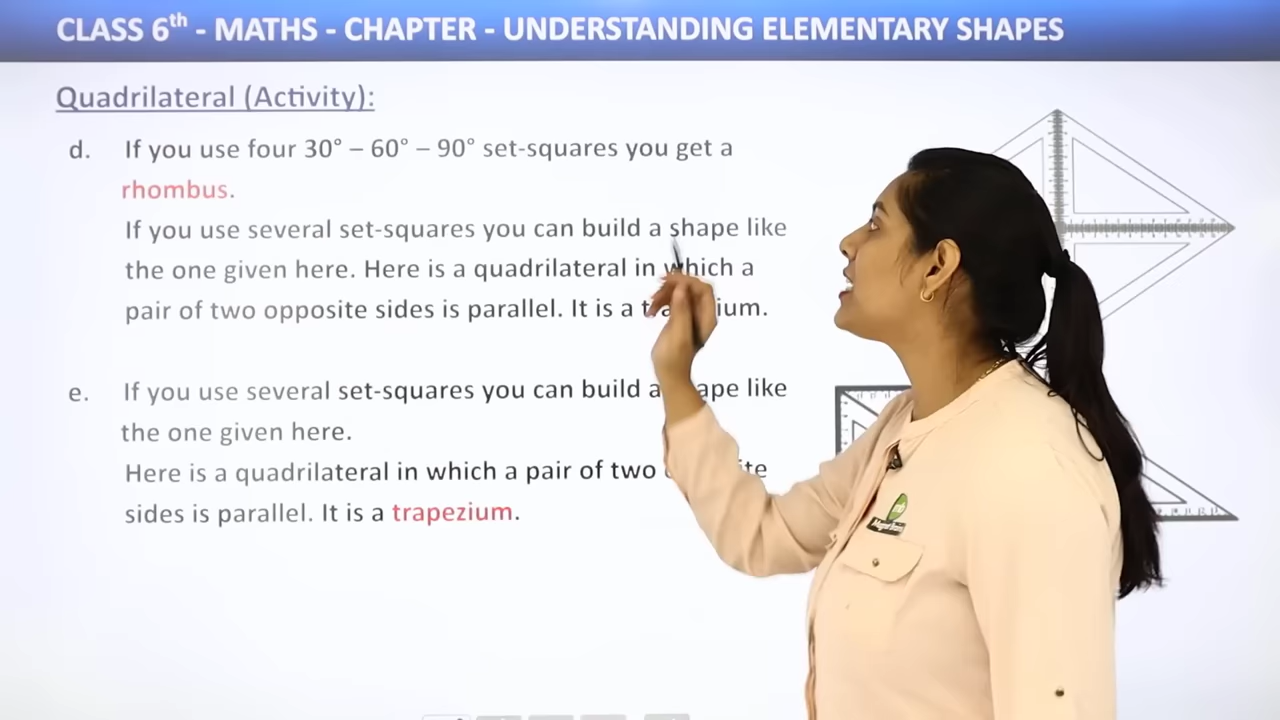 CLASS 6th - MATHS - CHAPTER - UNDERSTANDING ELEMENTARY SHAPES
Quadrilateral (Activity):
d. If you use four 30° – 60° – 90° set-squares you get a
rhombus.
If you use several set-squares you can build a shape like
the one given here. Here is a quadrilateral in which a
pair of two opposite sides is parallel. It is a
e. If you use several set-squares you can build a like
the one given here.
Here is a quadrilateral in which a pair of two
sides is parallel. It is a trapezium.